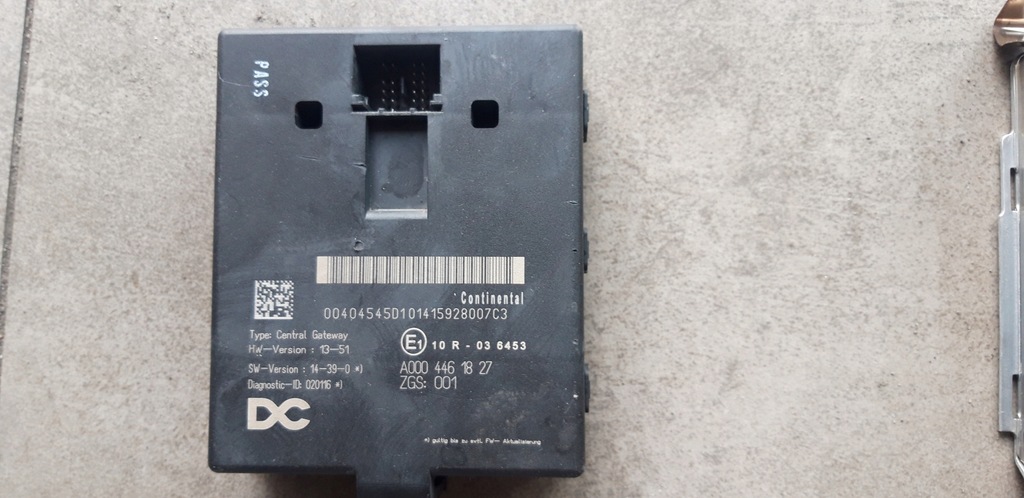 PASS
Continental
00404545D101415928007C3
Type: Central Gateway
HW-Version : 13-51
E1 10 R - 03 6453
SW-Version : 14-39-0 *)
A000 446 18 27
Diagnostic-ID: 020116 *)
ZGS: 001
DC
*) gültig bis zu evtl. FW- Aktualisierung